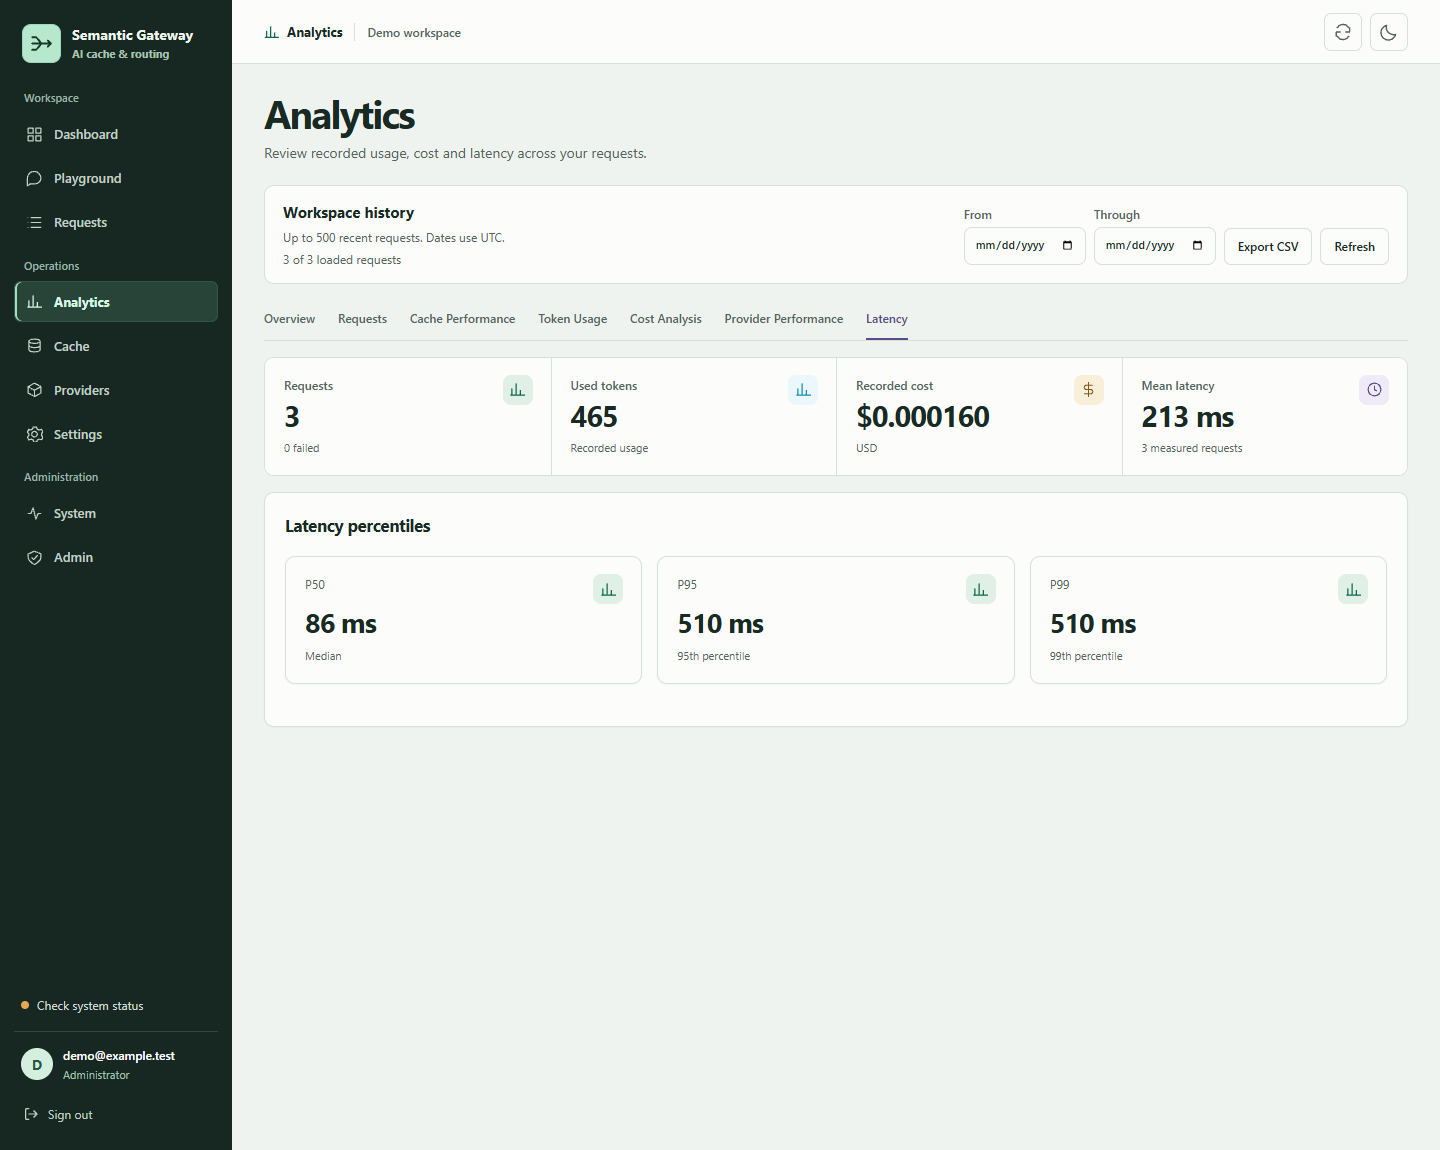 Semantic Gateway
AI cache & routing
Workspace
Dashboard
Playground
Requests
Operations
Analytics
Cache
Providers
Settings
Administration
System
Admin
Check system status
D
demo@example.test
Administrator
Sign out
Analytics
Demo workspace
Analytics
Review recorded usage, cost and latency across your requests.
Workspace history
Up to 500 recent requests. Dates use UTC.
3 of 3 loaded requests
From
Through
mm/dd/yyyy
mm/dd/yyyy
Export CSV
Refresh
Overview
Requests
Cache Performance
Token Usage
Cost Analysis
Provider Performance
Latency
Requests
3
0 failed
Used tokens
465
Recorded usage
Recorded cost
$0.000160
USD
Mean latency
213 ms
3 measured requests
Latency percentiles
P50
86 ms
Median
P95
510 ms
95th percentile
P99
510 ms
99th percentile